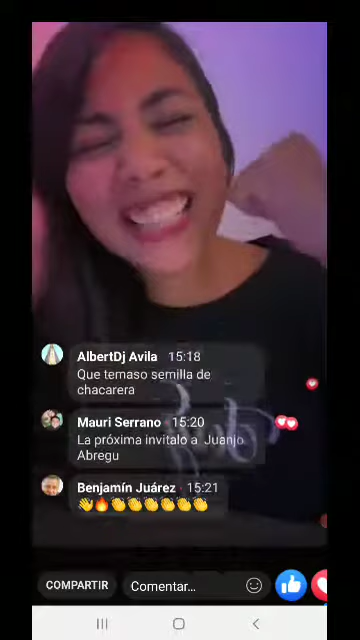 AlbertDj Avila 15:18
Que temaso semilla de
chacarera
Mauri Serrano · 15:20
La próxima invitalo a Juanjo
Abregu
Benjamín Juárez · 15:21
👋🔥👏👏👏👏👏👏
COMPARTIR
Comentar...